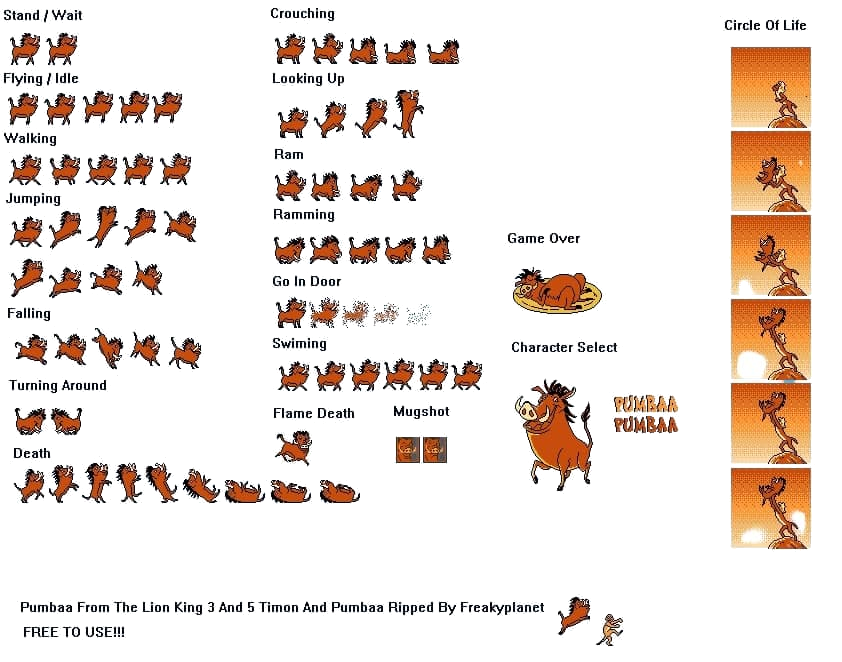 Stand / Wait
Flying / Idle
Walking
Jumping
Falling
Turning Around
Death
Crouching
Looking Up
Ram
Ramming
Go In Door
Swiming
Flame Death
Mugshot
Game Over
Character Select
PUMBAA
PUMBAA
Circle Of Life
Pumbaa From The Lion King 3 And 5 Timon And Pumbaa Ripped By Freakyplanet
FREE TO USE!!!